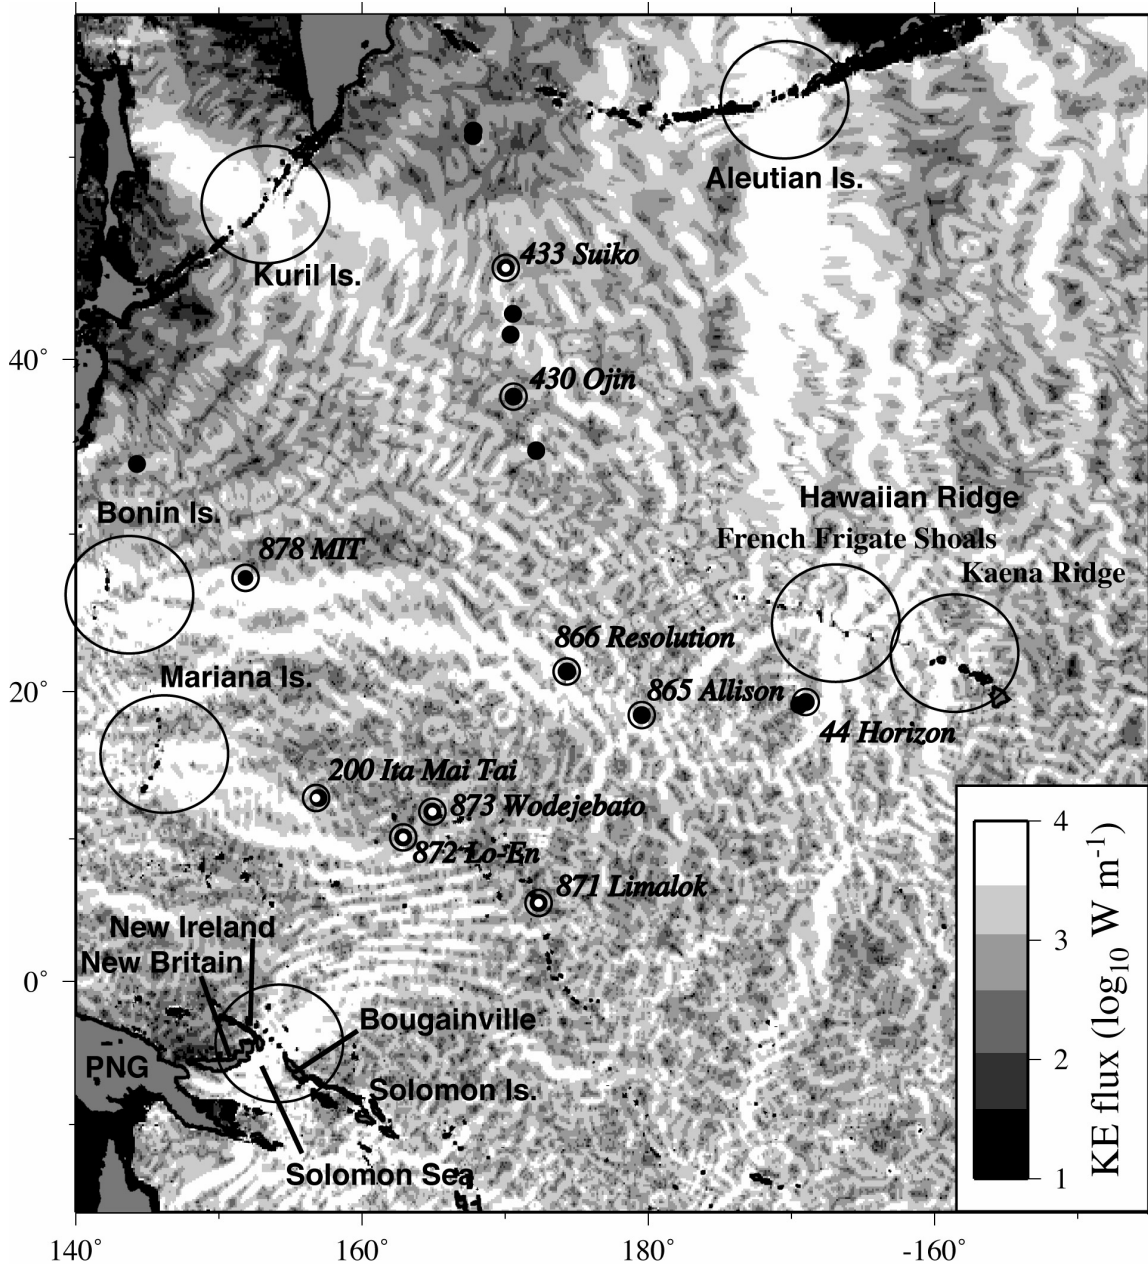 Aleutian Is.
433 Suiko
Kuril Is.
40°
430 Ojin
Hawaiian Ridge
Bonin Is.
French Frigate Shoals
878 MIT
Kaena Ridge
866 Resolution
Mariana Is.
20°
865 Allison
44 Horizon
200 Ita Mai Tai
873 Wodejebato
872 Lo-En
871 Limalok
New Ireland
New Britain
0°
Bougainville
PNG
Solomon Is.
Solomon Sea
4
3
2
1
KE flux (log10 W m-1)
140°
160°
180°
-160°